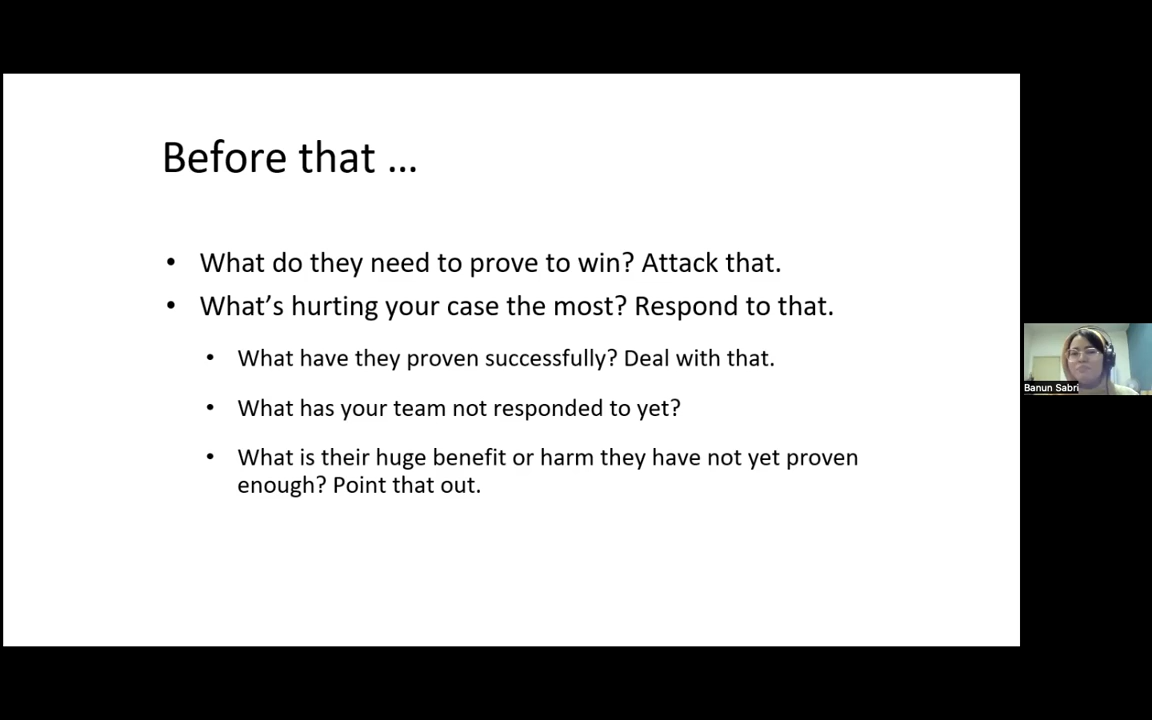 Before that ...
• What do they need to prove to win? Attack that.
• What's hurting your case the most? Respond to that.
• What have they proven successfully? Deal with that.
• What has your team not responded to yet?
• What is their huge benefit or harm they have not yet proven
enough? Point that out.
Banun Sabri